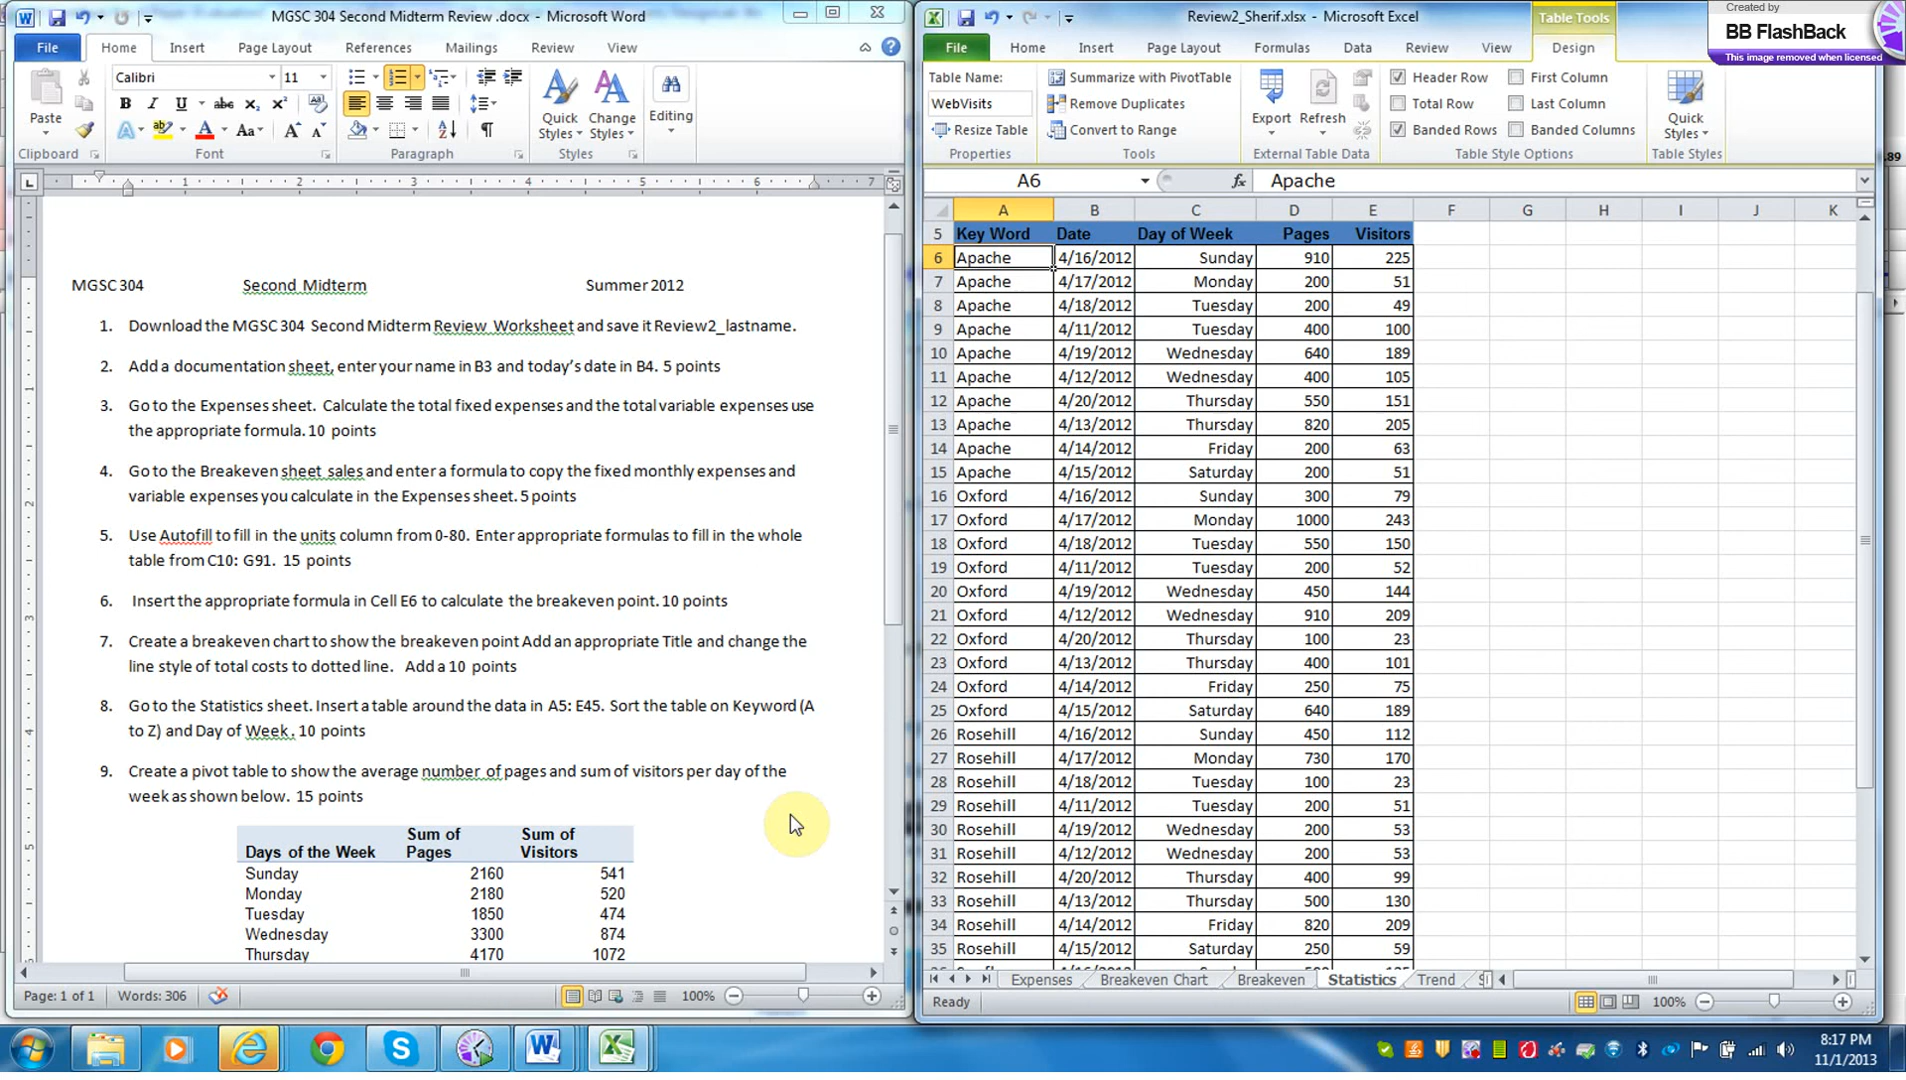 MGSC 304 Second Midterm Review .docx - Microsoft Word
File Home Insert Page Layout References Mailings Review View
Calibri 11
Paste
Quick Styles
Change Styles
Editing
Clipboard Font Paragraph Styles
1 2 3 4 5 6 7
MGSC 304 Second Midterm Summer 2012
1. Download the MGSC 304 Second Midterm Review Worksheet and save it Review2_lastname.
2. Add a documentation sheet, enter your name in B3 and today's date in B4. 5 points
3. Go to the Expenses sheet. Calculate the total fixed expenses and the total variable expenses use
the appropriate formula. 10 points
4. Go to the Breakeven sheet sales and enter a formula to copy the fixed monthly expenses and
variable expenses you calculate in the Expenses sheet. 5 points
5. Use Autofill to fill in the units column from 0-80. Enter appropriate formulas to fill in the whole
table from C10: G91. 15 points
6. Insert the appropriate formula in Cell E6 to calculate the breakeven point. 10 points
7. Create a breakeven chart to show the breakeven point Add an appropriate Title and change the
line style of total costs to dotted line. Add a 10 points
8. Go to the Statistics sheet. Insert a table around the data in A5: E45. Sort the table on Keyword (A
to Z) and Day of Week . 10 points
9. Create a pivot table to show the average number of pages and sum of visitors per day of the
week as shown below. 15 points
Days of the Week Sum of Pages Sum of Visitors
Sunday 2160 541
Monday 2180 520
Tuesday 1850 474
Wednesday 3300 874
Thursday 4170 1072
Page: 1 of 1 Words: 306 100%
Review2_Sherif.xlsx - Microsoft Excel
Table Tools
Created by
BB FlashBack
This image removed when licensed
File Home Insert Page Layout Formulas Data Review View Design
Table Name:
WebVisits
Resize Table
Properties
Summarize with PivotTable
Remove Duplicates
Convert to Range
Tools
Export Refresh
External Table Data
Header Row First Column
Total Row Last Column
Banded Rows Banded Columns
Table Style Options
Quick Styles
Table Styles
.89
A6 fx Apache
A B C D E F G H I J K
5 Key Word Date Day of Week Pages Visitors
6 Apache 4/16/2012 Sunday 910 225
7 Apache 4/17/2012 Monday 200 51
8 Apache 4/18/2012 Tuesday 200 49
9 Apache 4/11/2012 Tuesday 400 100
10 Apache 4/19/2012 Wednesday 640 189
11 Apache 4/12/2012 Wednesday 400 105
12 Apache 4/20/2012 Thursday 550 151
13 Apache 4/13/2012 Thursday 820 205
14 Apache 4/14/2012 Friday 200 63
15 Apache 4/15/2012 Saturday 200 51
16 Oxford 4/16/2012 Sunday 300 79
17 Oxford 4/17/2012 Monday 1000 243
18 Oxford 4/18/2012 Tuesday 550 150
19 Oxford 4/11/2012 Tuesday 200 52
20 Oxford 4/19/2012 Wednesday 450 144
21 Oxford 4/12/2012 Wednesday 910 209
22 Oxford 4/20/2012 Thursday 100 23
23 Oxford 4/13/2012 Thursday 400 101
24 Oxford 4/14/2012 Friday 250 75
25 Oxford 4/15/2012 Saturday 640 189
26 Rosehill 4/16/2012 Sunday 450 112
27 Rosehill 4/17/2012 Monday 730 170
28 Rosehill 4/18/2012 Tuesday 100 23
29 Rosehill 4/11/2012 Tuesday 200 51
30 Rosehill 4/19/2012 Wednesday 200 53
31 Rosehill 4/12/2012 Wednesday 200 53
32 Rosehill 4/20/2012 Thursday 400 99
33 Rosehill 4/13/2012 Thursday 500 130
34 Rosehill 4/14/2012 Friday 820 209
35 Rosehill 4/15/2012 Saturday 250 59
Expenses Breakeven Chart Breakeven Statistics Trend
Ready 100%
8:17 PM
11/1/2013